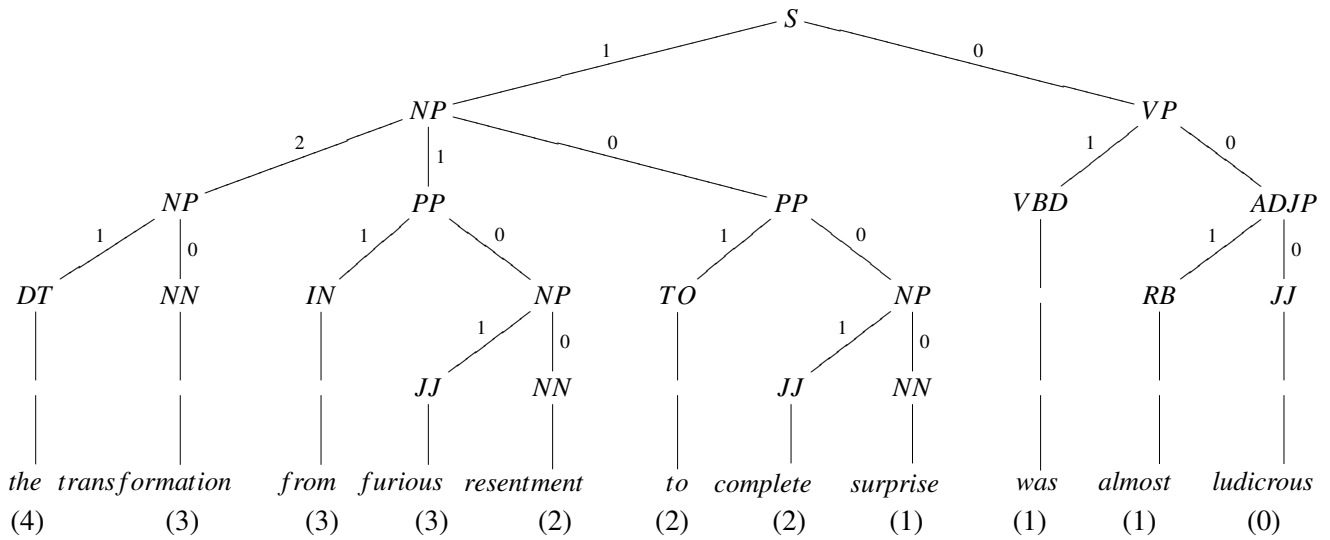 S
1 0
NP VP
2 1 0 1 0
NP PP PP VBD ADJP
1 0 1 0 1 0 1 0
DT NN IN NP TO NP RB JJ
1 0 1 0
JJ NN JJ NN
the transformation from furious resentment to complete surprise was almost ludicrous
(4) (3) (3) (3) (2) (2) (2) (1) (1) (1) (0)